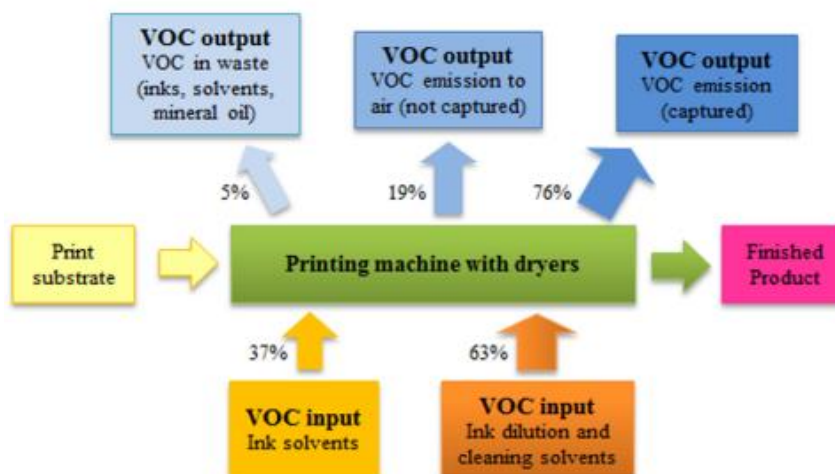 VOC output
VOC in waste
(inks, solvents,
mineral oil)
VOC output
VOC emission to
air (not captured)
VOC output
VOC emission
(captured)
5%
19%
76%
Print
substrate
Printing machine with dryers
Finished
Product
37%
63%
VOC input
Ink solvents
VOC input
Ink dilution and
cleaning solvents